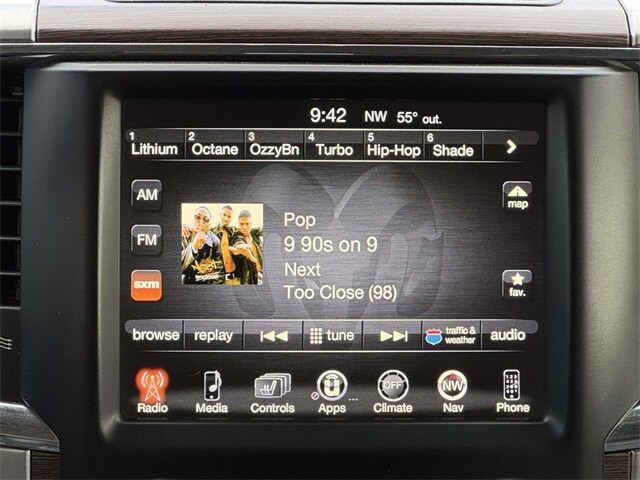 9:42 NW 55° out.
1 Lithium 2 Octane 3 OzzyBn 4 Turbo 5 Hip-Hop 6 Shade
AM
map
Pop
FM
9 90s on 9
Next
sxm
Too Close (98)
fav.
browse replay tune traffic & weather audio
OFF NW
Radio Media Controls Apps ... Climate Nav Phone